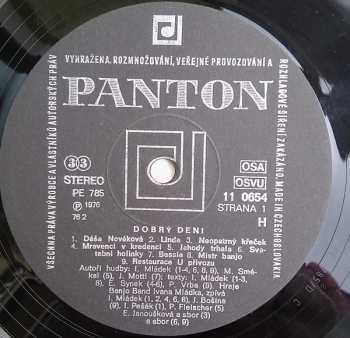 VYHRAŽENA. ROZMNOŽOVÁNÍ, VEŘEJNÉ PROVOZOVÁNÍ A
ROZHLASOVÉ ŠÍŘENÍ ZAKÁZÁNO. MADE IN CZECHOSLOVAKIA
VŠECHNA PRÁVA VÝROBCE A VLASTNÍKŮ AUTORSKÝCH PRÁV
PANTON
33
STEREO
PE 785
Ⓟ 1976
76 2
OSA
OSVU
11 0654
STRANA 1
H
DOBRÝ DEN!
1. Dáša Nováková 2. Linda 3. Neopatrný křeček
4. Mravenci v kredenci 5. Jahody trhala 6. Sva-
tební holinky 7. Bessie 8. Mistr banjo
9. Restaurace U přívozu
Autoři hudby: I. Mládek (1-4, 6, 8), M. Smé-
kal (5), J. Mottl (7); texty: I. Mládek (1-3,
6-8), E. Synek (4-6), P. Vrba (9). Hraje
Banjo Band Ivana Mládka, zpívá
I. Mládek (1, 2, 4, 8), J. Bošina
(9), I. Pešák (1), P. Fleischer (5),
E. Janoušková a sbor (3)
a sbor (6, 9)